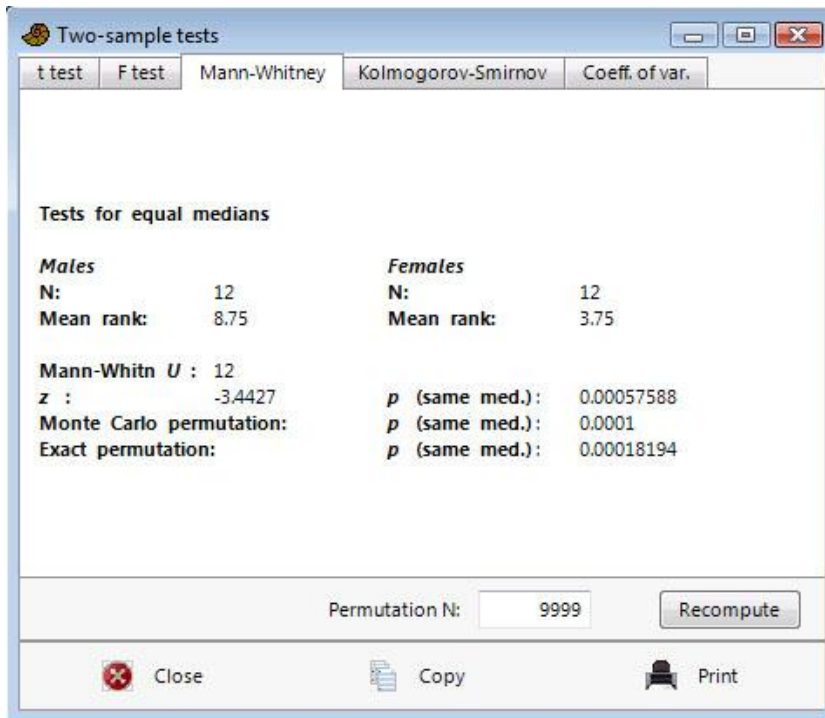 Two-sample tests
t test F test Mann-Whitney Kolmogorov-Smirnov Coeff. of var.
Tests for equal medians
Males Females
N: 12 N: 12
Mean rank: 8.75 Mean rank: 3.75
Mann-Whitn U : 12
z : -3.4427 p (same med.): 0.00057588
Monte Carlo permutation: p (same med.): 0.0001
Exact permutation: p (same med.): 0.00018194
Permutation N: 9999 Recompute
Close Copy Print